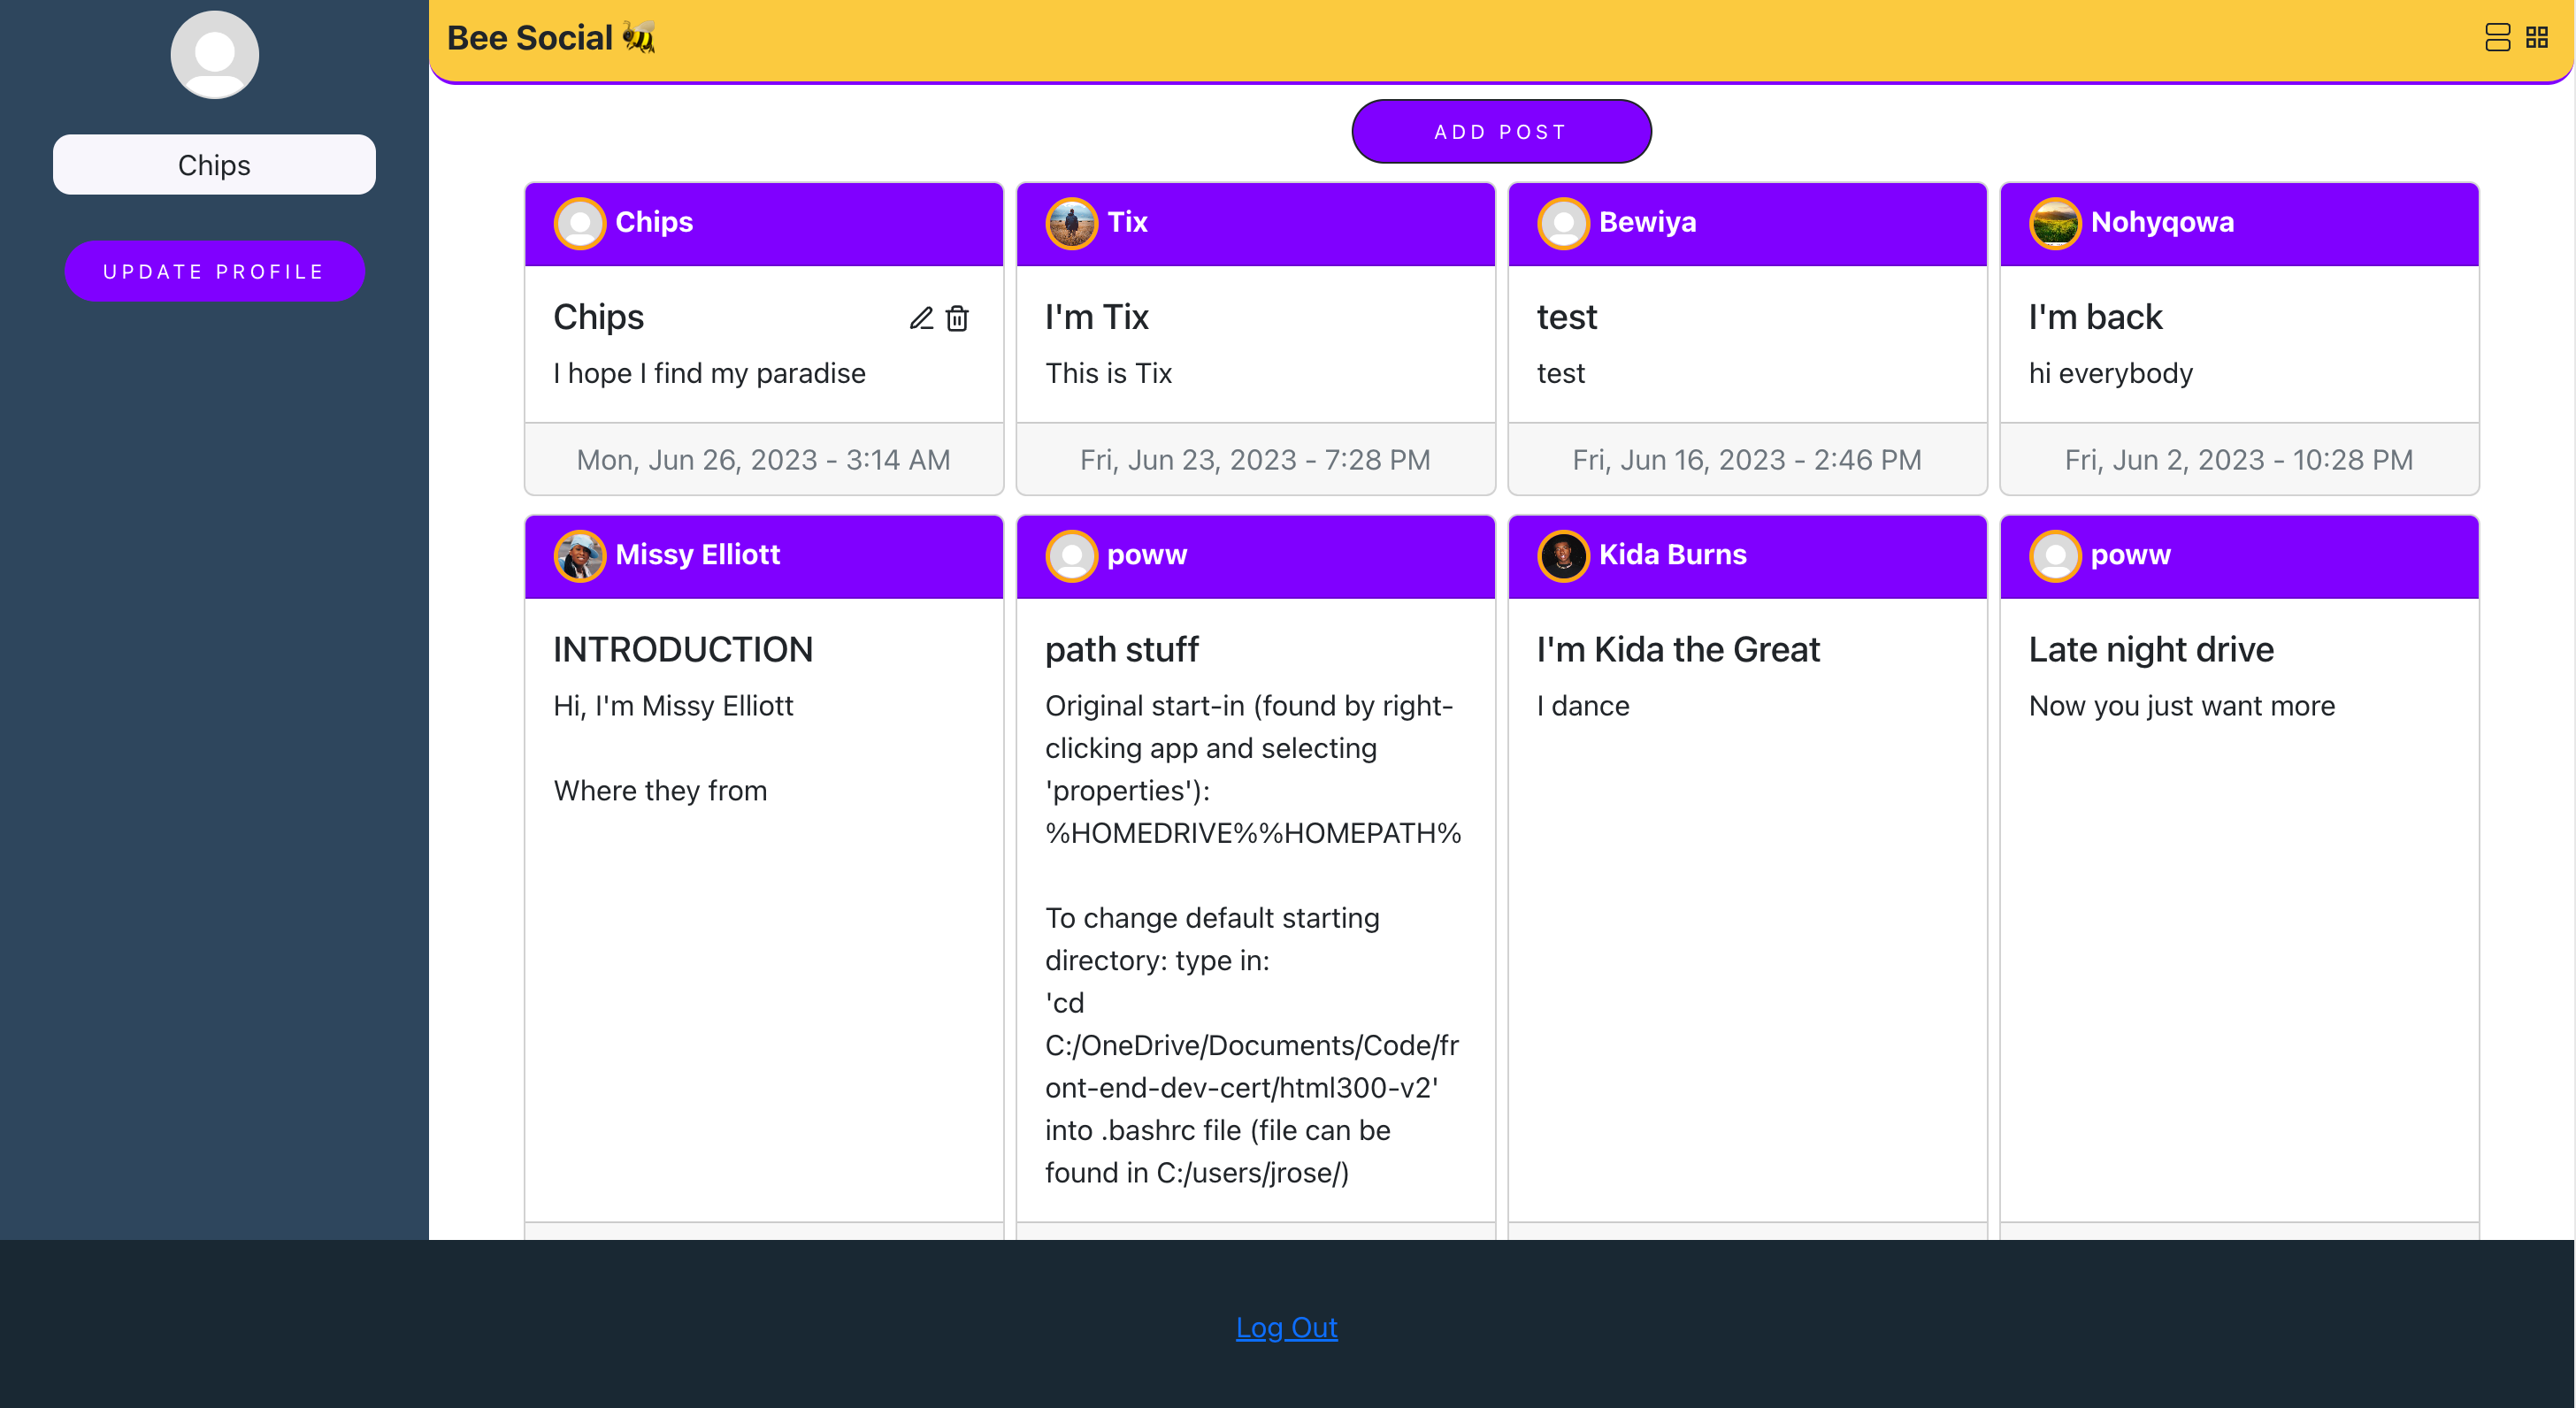 Bee Social
Chips
UPDATE PROFILE
ADD POST
Chips
Chips
I hope I find my paradise
Mon, Jun 26, 2023 - 3:14 AM
Tix
I'm Tix
This is Tix
Fri, Jun 23, 2023 - 7:28 PM
Bewiya
test
test
Fri, Jun 16, 2023 - 2:46 PM
Nohyqowa
I'm back
hi everybody
Fri, Jun 2, 2023 - 10:28 PM
Missy Elliott
INTRODUCTION
Hi, I'm Missy Elliott
Where they from
poww
path stuff
Original start-in (found by right-
clicking app and selecting
'properties'):
%HOMEDRIVE%%HOMEPATH%
To change default starting
directory: type in:
'cd
C:/OneDrive/Documents/Code/fr
ont-end-dev-cert/html300-v2'
into .bashrc file (file can be
found in C:/users/jrose/)
Kida Burns
I'm Kida the Great
I dance
poww
Late night drive
Now you just want more
Log Out